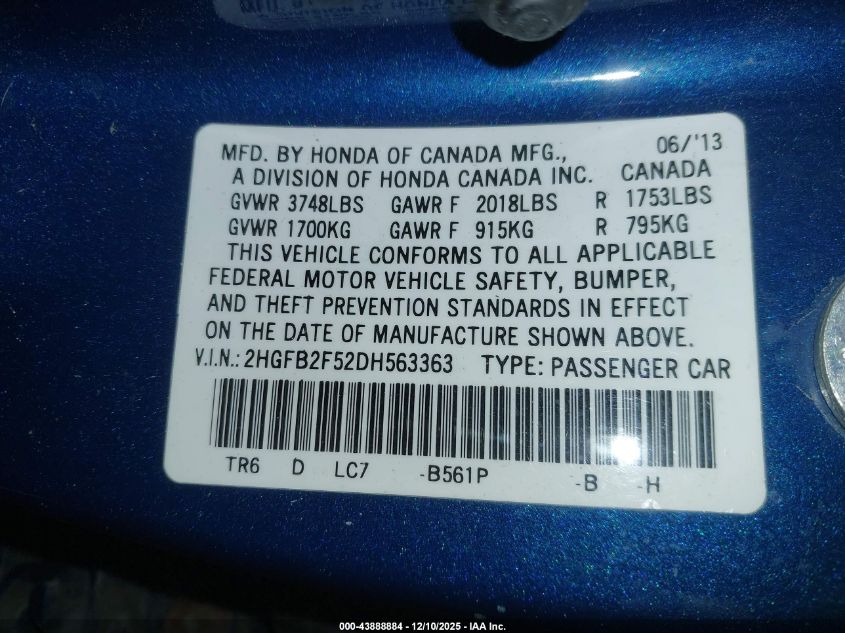 MFD. BY HONDA OF CANADA MFG., 06/'13
A DIVISION OF HONDA CANADA INC. CANADA
GVWR 3748LBS GAWR F 2018LBS R 1753LBS
GVWR 1700KG GAWR F 915KG R 795KG
THIS VEHICLE CONFORMS TO ALL APPLICABLE
FEDERAL MOTOR VEHICLE SAFETY, BUMPER,
AND THEFT PREVENTION STANDARDS IN EFFECT
ON THE DATE OF MANUFACTURE SHOWN ABOVE.
V.I.N.: 2HGFB2F52DH563363 TYPE: PASSENGER CAR
TR6 D LC7 -B561P -B -H
000-43888884 - 12/10/2025 - IAA Inc.